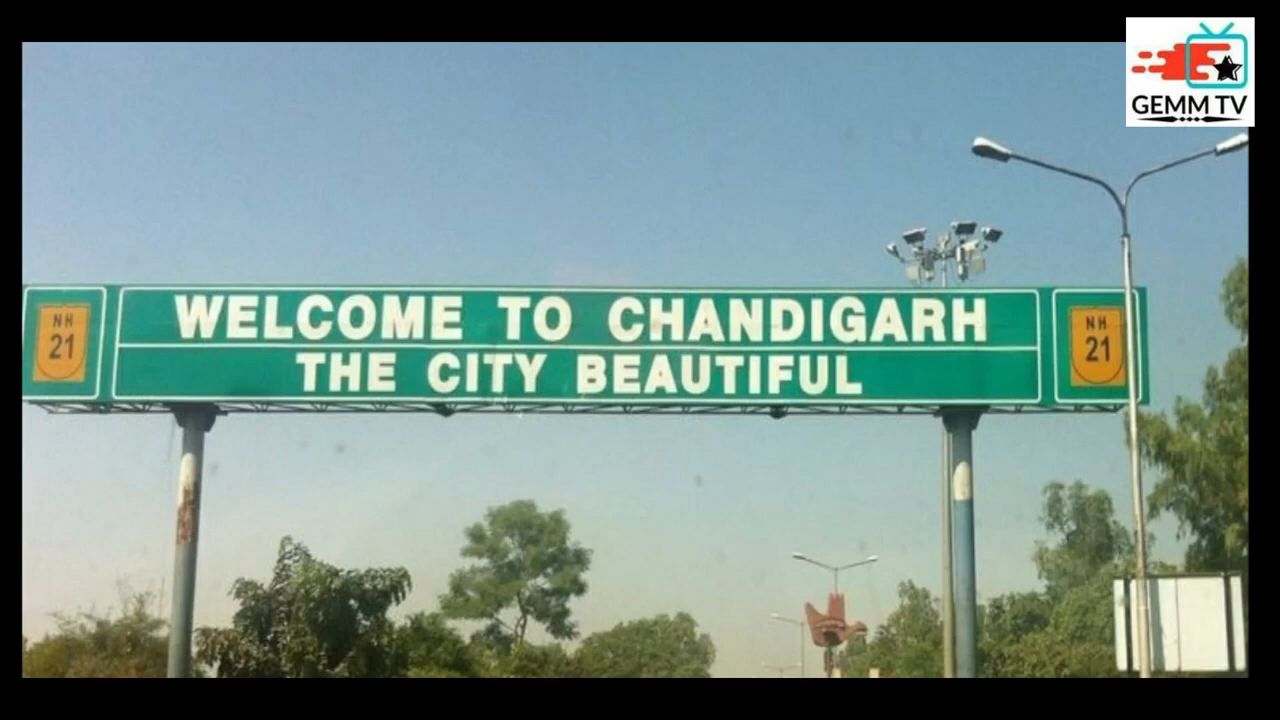 GEMM TV
WELCOME TO CHANDIGARH
THE CITY BEAUTIFUL
NH
21
NH
21